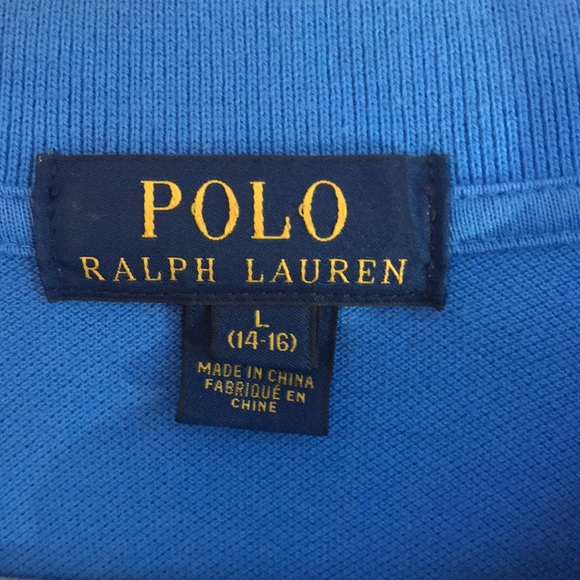 POLO
RALPH LAUREN
L
(14-16)
MADE IN CHINA
FABRIQUÉ EN
CHINE